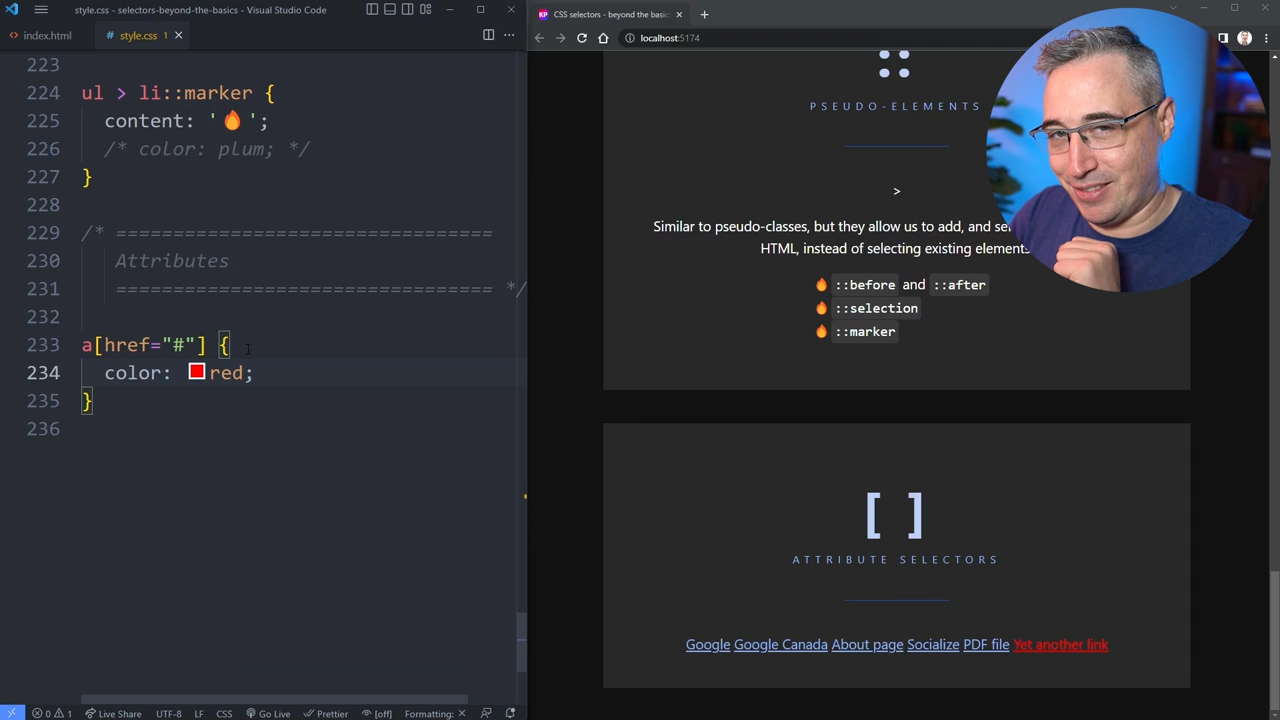 style.css - selectors-beyond-the-basics - Visual Studio Code
index.html
# style.css 1
223
224 ul > li::marker {
225 content: '🔥';
226 /* color: plum; */
227 }
228
229 /* =================================
230 Attributes
231 ================================= */
232
233 a[href="#"] {
234 color: red;
235 }
236
0 1 Live Share UTF-8 LF CSS Go Live Prettier [off] Formatting: ×
KP CSS selectors - beyond the basic
localhost:5174
::
PSEUDO-ELEMENTS
>
Similar to pseudo-classes, but they allow us to add, and
HTML, instead of selecting existing elements
🔥 ::before and ::after
🔥 ::selection
🔥 ::marker
[ ]
ATTRIBUTE SELECTORS
Google Google Canada About page Socialize PDF file Yet another link